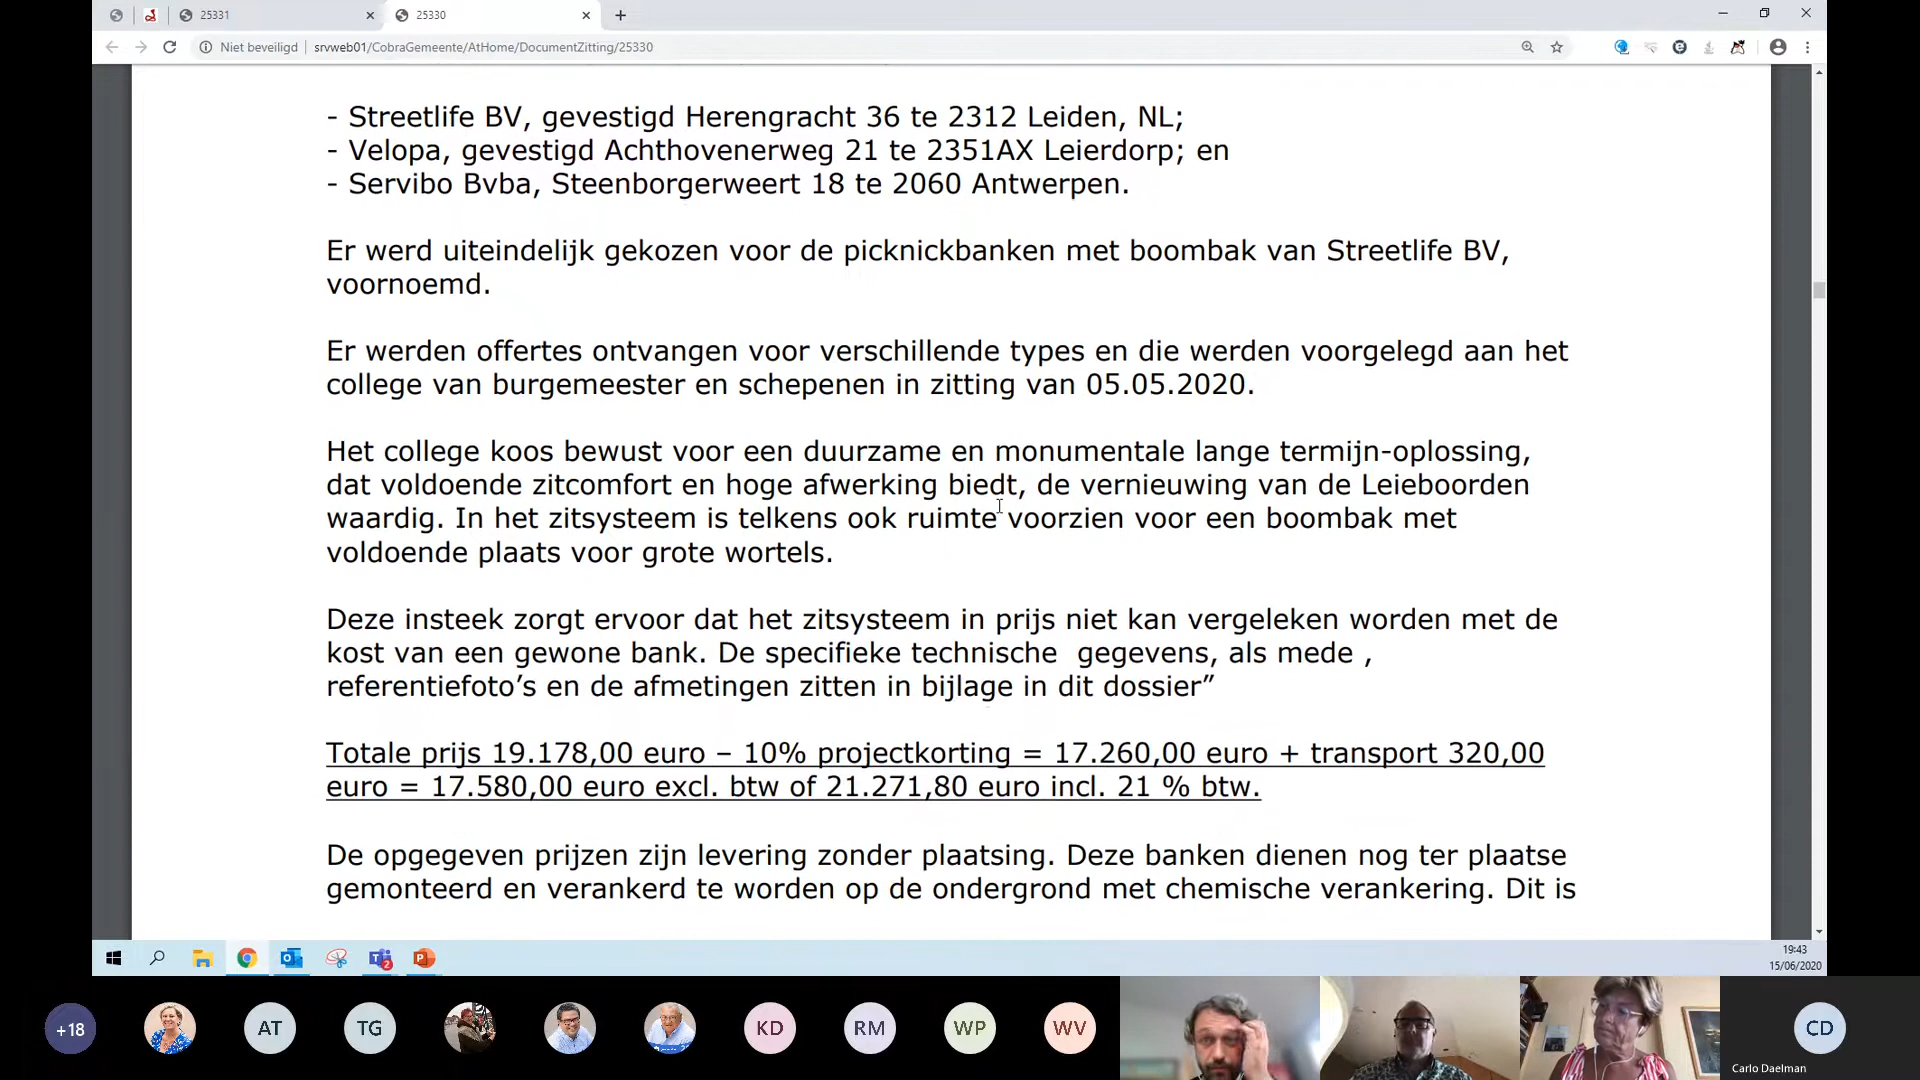 25331
25330
Niet beveiligd
srvweb01/CobraGemeente/AtHome/DocumentZitting/25330
- Streetlife BV, gevestigd Herengracht 36 te 2312 Leiden, NL;
- Velopa, gevestigd Achthovenerweg 21 te 2351AX Leierdorp; en
- Servibo Bvba, Steenborgerweert 18 te 2060 Antwerpen.
Er werd uiteindelijk gekozen voor de picknickbanken met boombak van Streetlife BV,
voornoemd.
Er werden offertes ontvangen voor verschillende types en die werden voorgelegd aan het
college van burgemeester en schepenen in zitting van 05.05.2020.
Het college koos bewust voor een duurzame en monumentale lange termijn-oplossing,
dat voldoende zitcomfort en hoge afwerking biedt, de vernieuwing van de Leieboorden
waardig. In het zitsysteem is telkens ook ruimte voorzien voor een boombak met
voldoende plaats voor grote wortels.
Deze insteek zorgt ervoor dat het zitsysteem in prijs niet kan vergeleken worden met de
kost van een gewone bank. De specifieke technische  gegevens, als mede ,
referentiefoto’s en de afmetingen zitten in bijlage in dit dossier”
Totale prijs 19.178,00 euro – 10% projectkorting = 17.260,00 euro + transport 320,00
euro = 17.580,00 euro excl. btw of 21.271,80 euro incl. 21 % btw.
De opgegeven prijzen zijn levering zonder plaatsing. Deze banken dienen nog ter plaatse
gemonteerd en verankerd te worden op de ondergrond met chemische verankering. Dit is
19:43
15/06/2020
+18
AT
TG
KD
RM
WP
WV
CD
Carlo Daelman